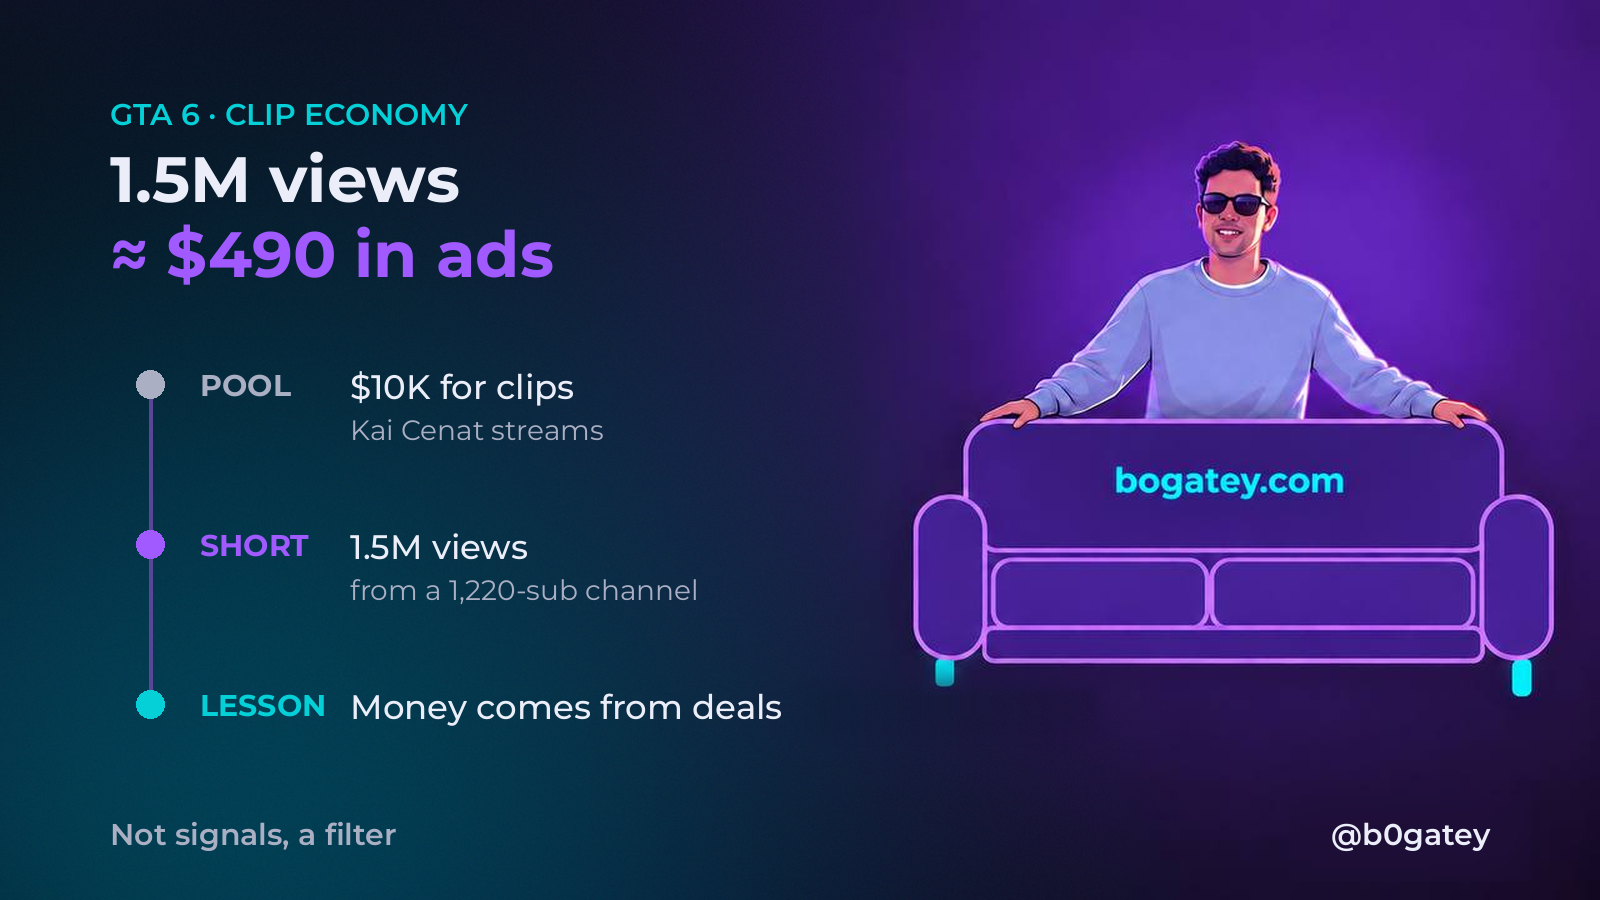 GTA 6 · CLIP ECONOMY
1.5M views
≈ $490 in ads
POOL $10K for clips
Kai Cenat streams
SHORT 1.5M views
from a 1,220-sub channel
LESSON Money comes from deals
bogatey.com
Not signals, a filter
@b0gatey